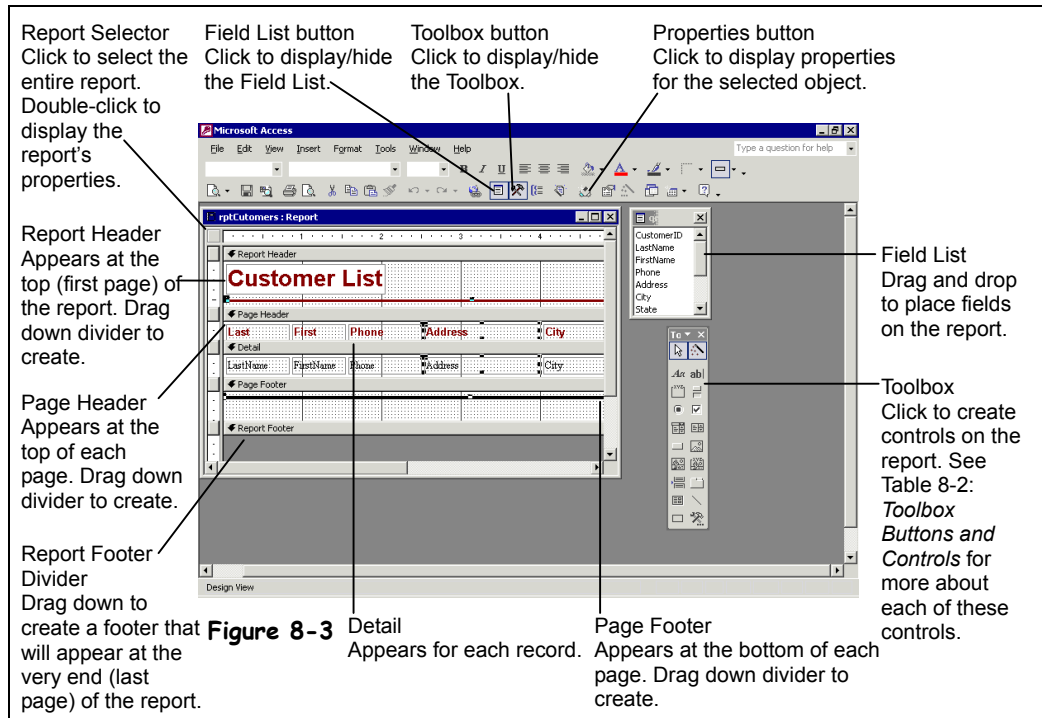 Report Selector
Click to select the
entire report.
Double-click to
display the
report's
properties.
Field List button
Click to display/hide
the Field List.
Toolbox button
Click to display/hide
the Toolbox.
Properties button
Click to display properties
for the selected object.
Microsoft Access
File Edit View Insert Format Tools Window Help
Type a question for help
B I U
rptCutomers : Report
1 2 3 4
Report Header
Customer List
Page Header
Last First Phone Address City
Detail
LastName FirstName Phone Address City
Page Footer
Report Footer
CustomerID
LastName
FirstName
Phone
Address
City
State
To
Aa ab|
Design View
Report Header
Appears at the
top (first page) of
the report. Drag
down divider to
create.
Page Header
Appears at the
top of each
page. Drag down
divider to create.
Report Footer
Divider
Drag down to
create a footer that
will appear at the
very end (last
page) of the report.
Field List
Drag and drop
to place fields
on the report.
Toolbox
Click to create
controls on the
report. See
Table 8-2:
Toolbox
Buttons and
Controls for
more about
each of these
controls.
Figure 8-3
Detail
Appears for each record.
Page Footer
Appears at the bottom of each
page. Drag down divider to
create.